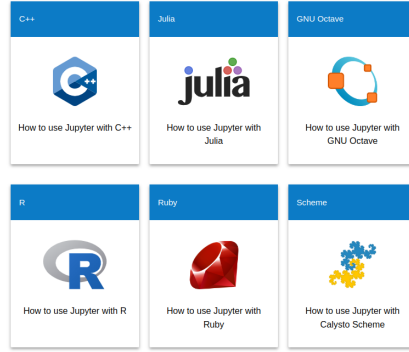 C++
Julia
GNU Octave
C++
julia
How to use Jupyter with C++
How to use Jupyter with
Julia
How to use Jupyter with
GNU Octave
R
Ruby
Scheme
R
How to use Jupyter with R
How to use Jupyter with
Ruby
How to use Jupyter with
Calysto Scheme